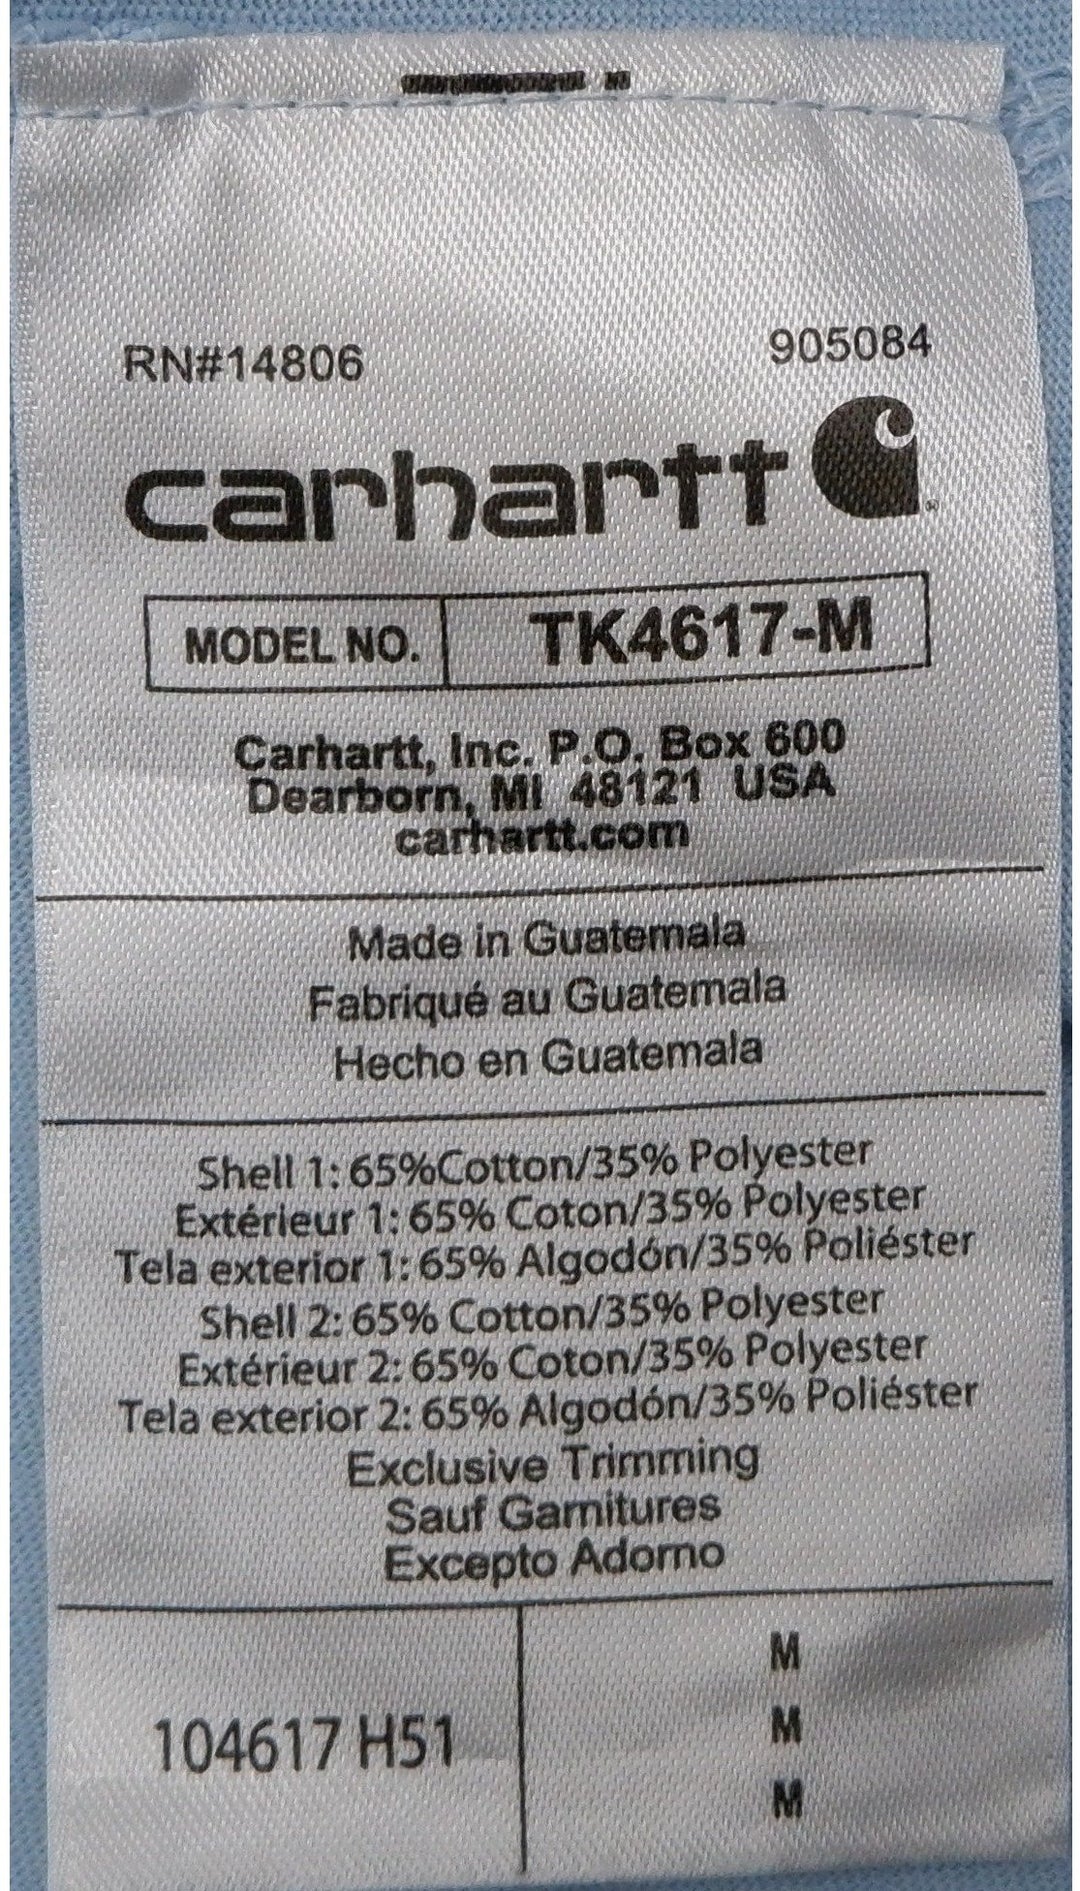 RN#14806
905084
carhartt
MODEL NO. TK4617-M
Carhartt, Inc. P.O. Box 600
Dearborn, MI 48121 USA
carhartt.com
Made in Guatemala
Fabriqué au Guatemala
Hecho en Guatemala
Shell 1: 65%Cotton/35% Polyester
Extérieur 1: 65% Coton/35% Polyester
Tela exterior 1: 65% Algodón/35% Poliéster
Shell 2: 65% Cotton/35% Polyester
Extérieur 2: 65% Coton/35% Polyester
Tela exterior 2: 65% Algodón/35% Poliéster
Exclusive Trimming
Sauf Garnitures
Excepto Adorno
104617 H51
M
M
M